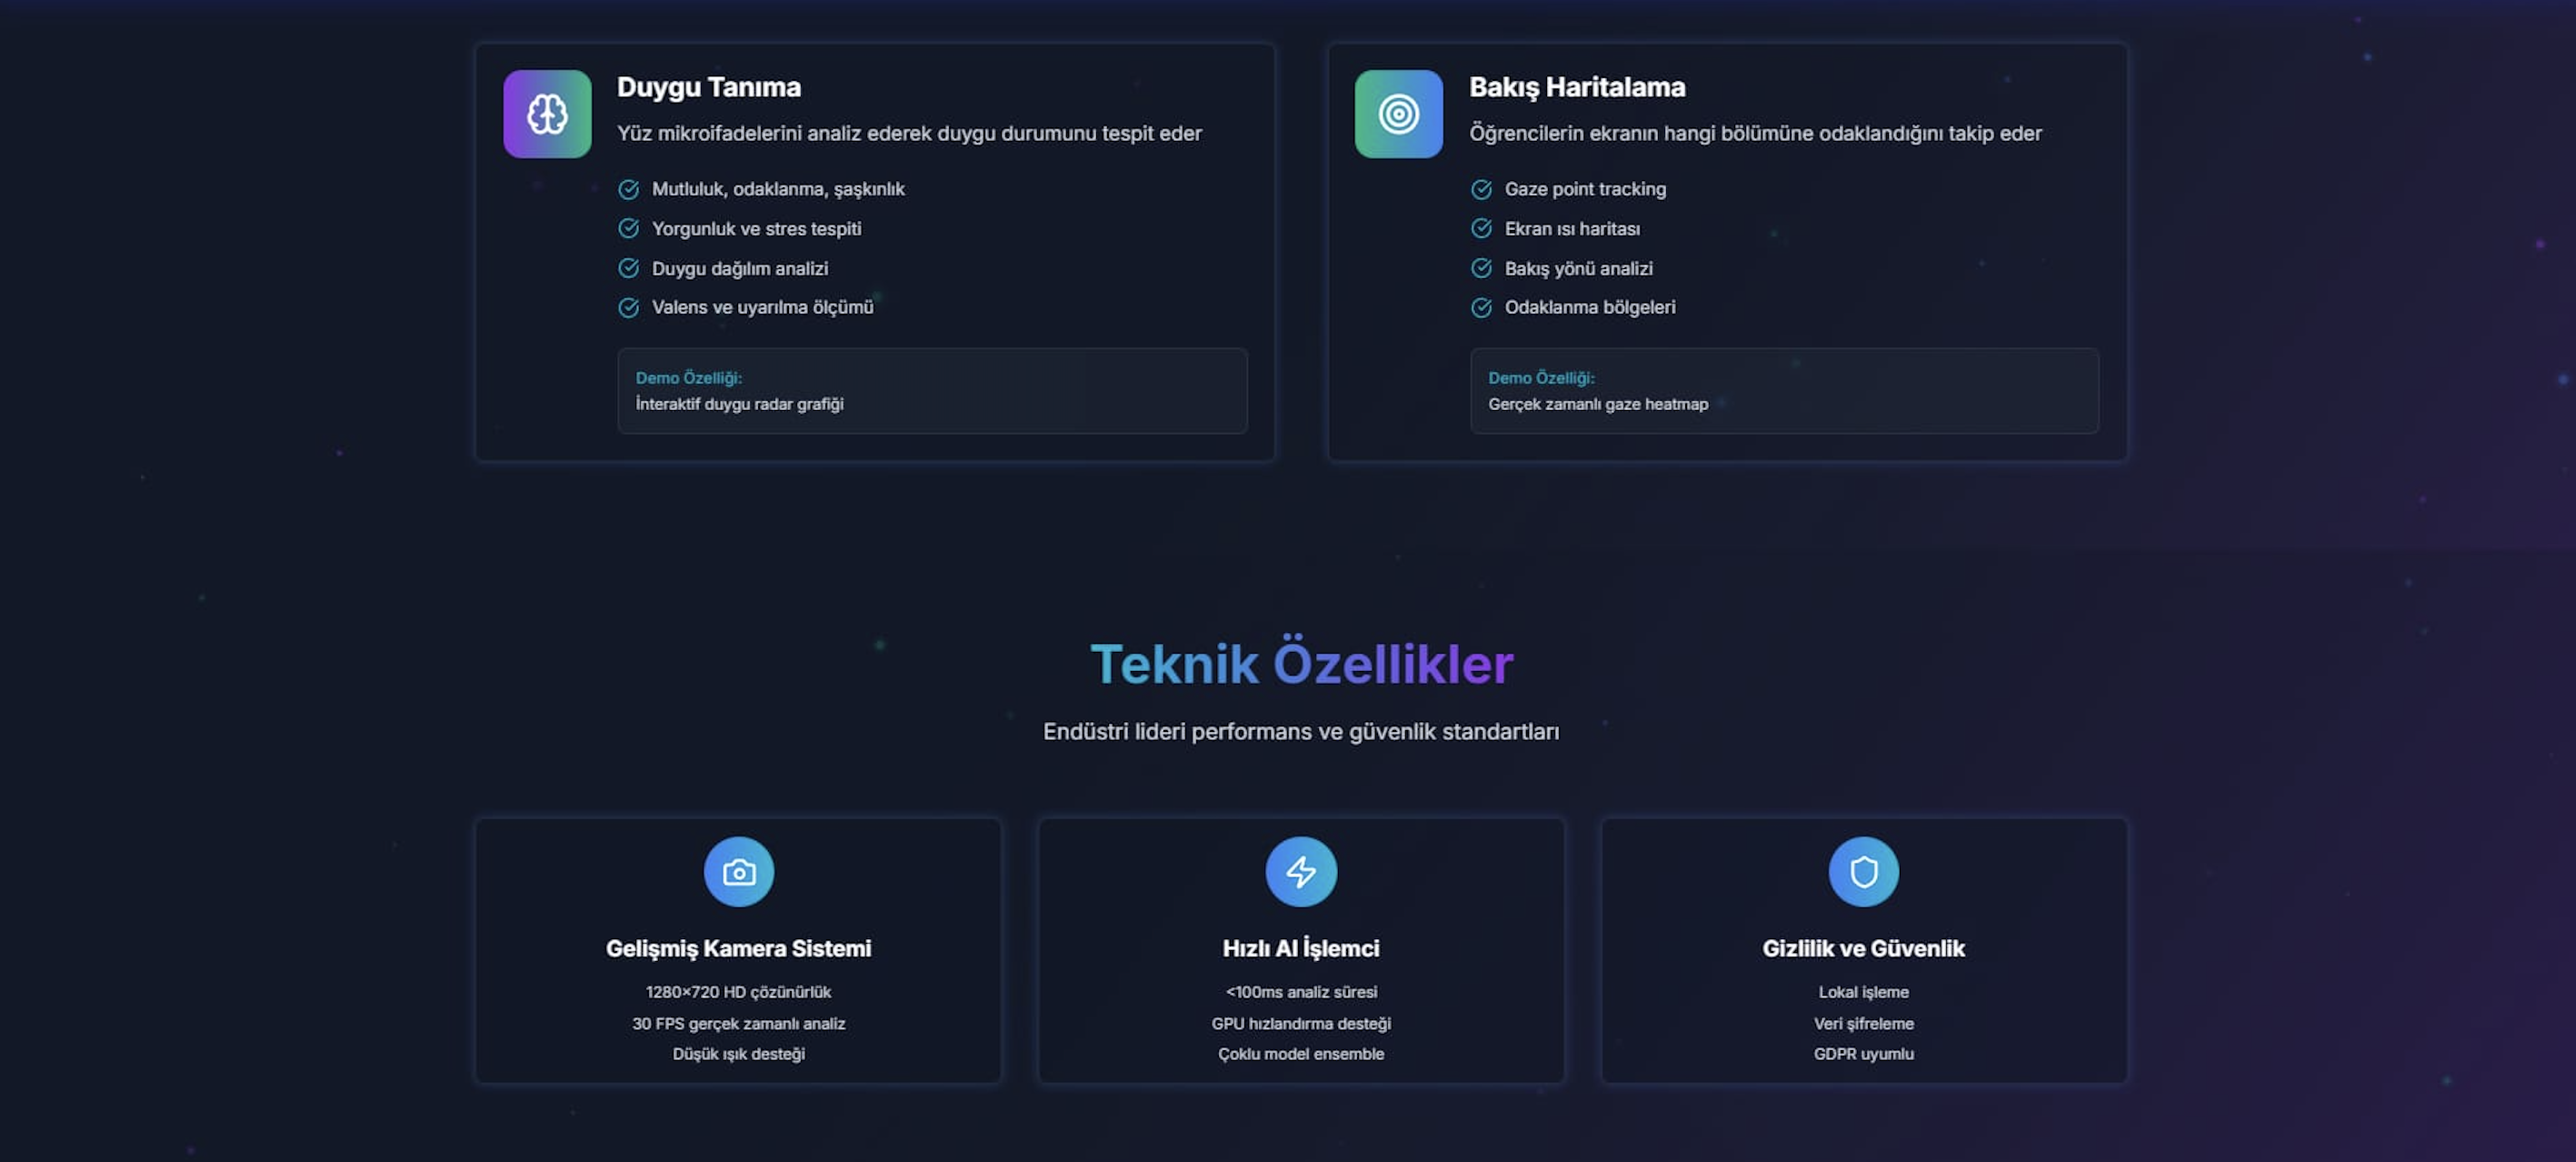 Duygu Tanıma
Yüz mikroifadelerini analiz ederek duygu durumunu tespit eder
Mutluluk, odaklanma, şaşkınlık
Yorgunluk ve stres tespiti
Duygu dağılım analizi
Valens ve uyarılma ölçümü
Demo Özelliği:
İnteraktif duygu radar grafiği
Bakış Haritalama
Öğrencilerin ekranın hangi bölümüne odaklandığını takip eder
Gaze point tracking
Ekran ısı haritası
Bakış yönü analizi
Odaklanma bölgeleri
Demo Özelliği:
Gerçek zamanlı gaze heatmap
Teknik Özellikler
Endüstri lideri performans ve güvenlik standartları
Gelişmiş Kamera Sistemi
1280×720 HD çözünürlük
30 FPS gerçek zamanlı analiz
Düşük ışık desteği
Hızlı AI İşlemci
<100ms analiz süresi
GPU hızlandırma desteği
Çoklu model ensemble
Gizlilik ve Güvenlik
Lokal işleme
Veri şifreleme
GDPR uyumlu